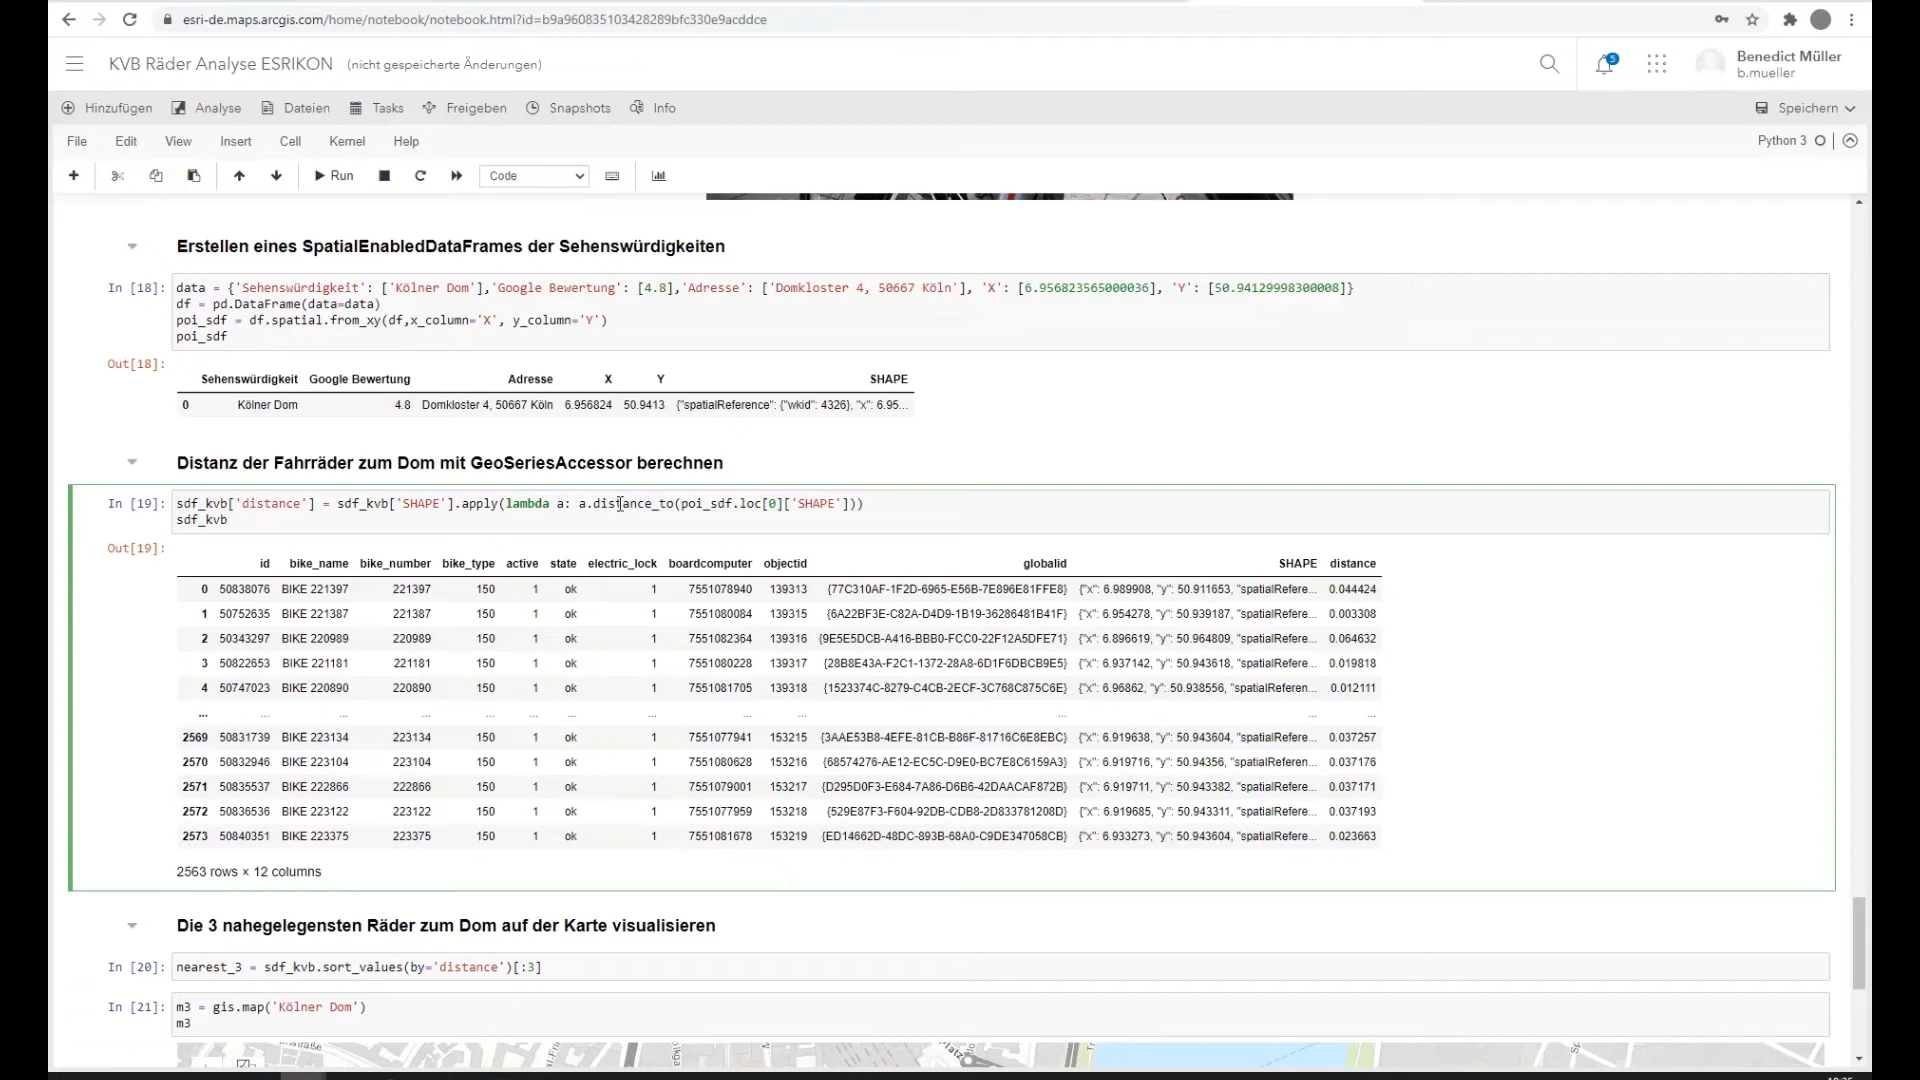 esri-de.maps.arcgis.com/home/notebook/notebook.html?id=b9a960835103428289bfc330e9acddce
KVB Räder Analyse ESRIKON (nicht gespeicherte Änderungen)
5
Benedict Müller
b.mueller
Hinzufügen Analyse Dateien Tasks Freigeben Snapshots Info Speichern
File Edit View Insert Cell Kernel Help Python 3
Run Code
Erstellen eines SpatialEnabledDataFrames der Sehenswürdigkeiten
In [18]: data = {'Sehenswürdigkeit': ['Kölner Dom'],'Google Bewertung': [4.8],'Adresse': ['Domkloster 4, 50667 Köln'], 'X': [6.956823565000036], 'Y': [50.94129998300008]}
df = pd.DataFrame(data=data)
poi_sdf = df.spatial.from_xy(df,x_column='X', y_column='Y')
poi_sdf
Out[18]:
Sehenswürdigkeit Google Bewertung Adresse X Y SHAPE
0 Kölner Dom 4.8 Domkloster 4, 50667 Köln 6.956824 50.9413 {"spatialReference": {"wkid": 4326}, "x": 6.95...
Distanz der Fahrräder zum Dom mit GeoSeriesAccessor berechnen
In [19]: sdf_kvb['distance'] = sdf_kvb['SHAPE'].apply(lambda a: a.distance_to(poi_sdf.loc[0]['SHAPE']))
sdf_kvb
Out[19]:
id bike_name bike_number bike_type active state electric_lock boardcomputer objectid globalid SHAPE distance
0 50838076 BIKE 221397 221397 150 1 ok 1 7551078940 139313 {77C310AF-1F2D-6965-E56B-7E896E81FFE8} {"x": 6.989908, "y": 50.911653, "spatialRefere... 0.044424
1 50752635 BIKE 221387 221387 150 1 ok 1 7551080084 139315 {6A22BF3E-C82A-D4D9-1B19-36286481B41F} {"x": 6.954278, "y": 50.939187, "spatialRefere... 0.003308
2 50343297 BIKE 220989 220989 150 1 ok 1 7551082364 139316 {9E5E5DCB-A416-BBB0-FCC0-22F12A5DFE71} {"x": 6.896619, "y": 50.964809, "spatialRefere... 0.064632
3 50822653 BIKE 221181 221181 150 1 ok 1 7551080228 139317 {28B8E43A-F2C1-1372-28A8-6D1F6DBCB9E5} {"x": 6.937142, "y": 50.943618, "spatialRefere... 0.019818
4 50747023 BIKE 220890 220890 150 1 ok 1 7551081705 139318 {1523374C-8279-C4CB-2ECF-3C768C875C6E} {"x": 6.96862, "y": 50.938556, "spatialReferen... 0.012111
... ... ... ... ... ... ... ... ... ... ... ... ...
2569 50831739 BIKE 223134 223134 150 1 ok 1 7551077941 153215 {3AAE53B8-4EFE-81CB-B86F-81716C6E8EBC} {"x": 6.919638, "y": 50.943604, "spatialRefere... 0.037257
2570 50832946 BIKE 223104 223104 150 1 ok 1 7551080628 153216 {68574276-AE12-EC5C-D9E0-BC7E8C6159A3} {"x": 6.919716, "y": 50.94356, "spatialReferen... 0.037176
2571 50835537 BIKE 222866 222866 150 1 ok 1 7551079001 153217 {D295D0F3-E684-7A86-D6B6-42DAACAF872B} {"x": 6.919711, "y": 50.943382, "spatialRefere... 0.037171
2572 50836536 BIKE 223122 223122 150 1 ok 1 7551077959 153218 {529E87F3-F604-92DB-CDB8-2D833781208D} {"x": 6.919685, "y": 50.943311, "spatialRefere... 0.037193
2573 50840351 BIKE 223375 223375 150 1 ok 1 7551081678 153219 {ED14662D-48DC-893B-68A0-C9DE347058CB} {"x": 6.933273, "y": 50.943604, "spatialRefere... 0.023663
2563 rows × 12 columns
Die 3 nahegelegensten Räder zum Dom auf der Karte visualisieren
In [20]: nearest_3 = sdf_kvb.sort_values(by='distance')[:3]
In [21]: m3 = gis.map('Kölner Dom')
m3